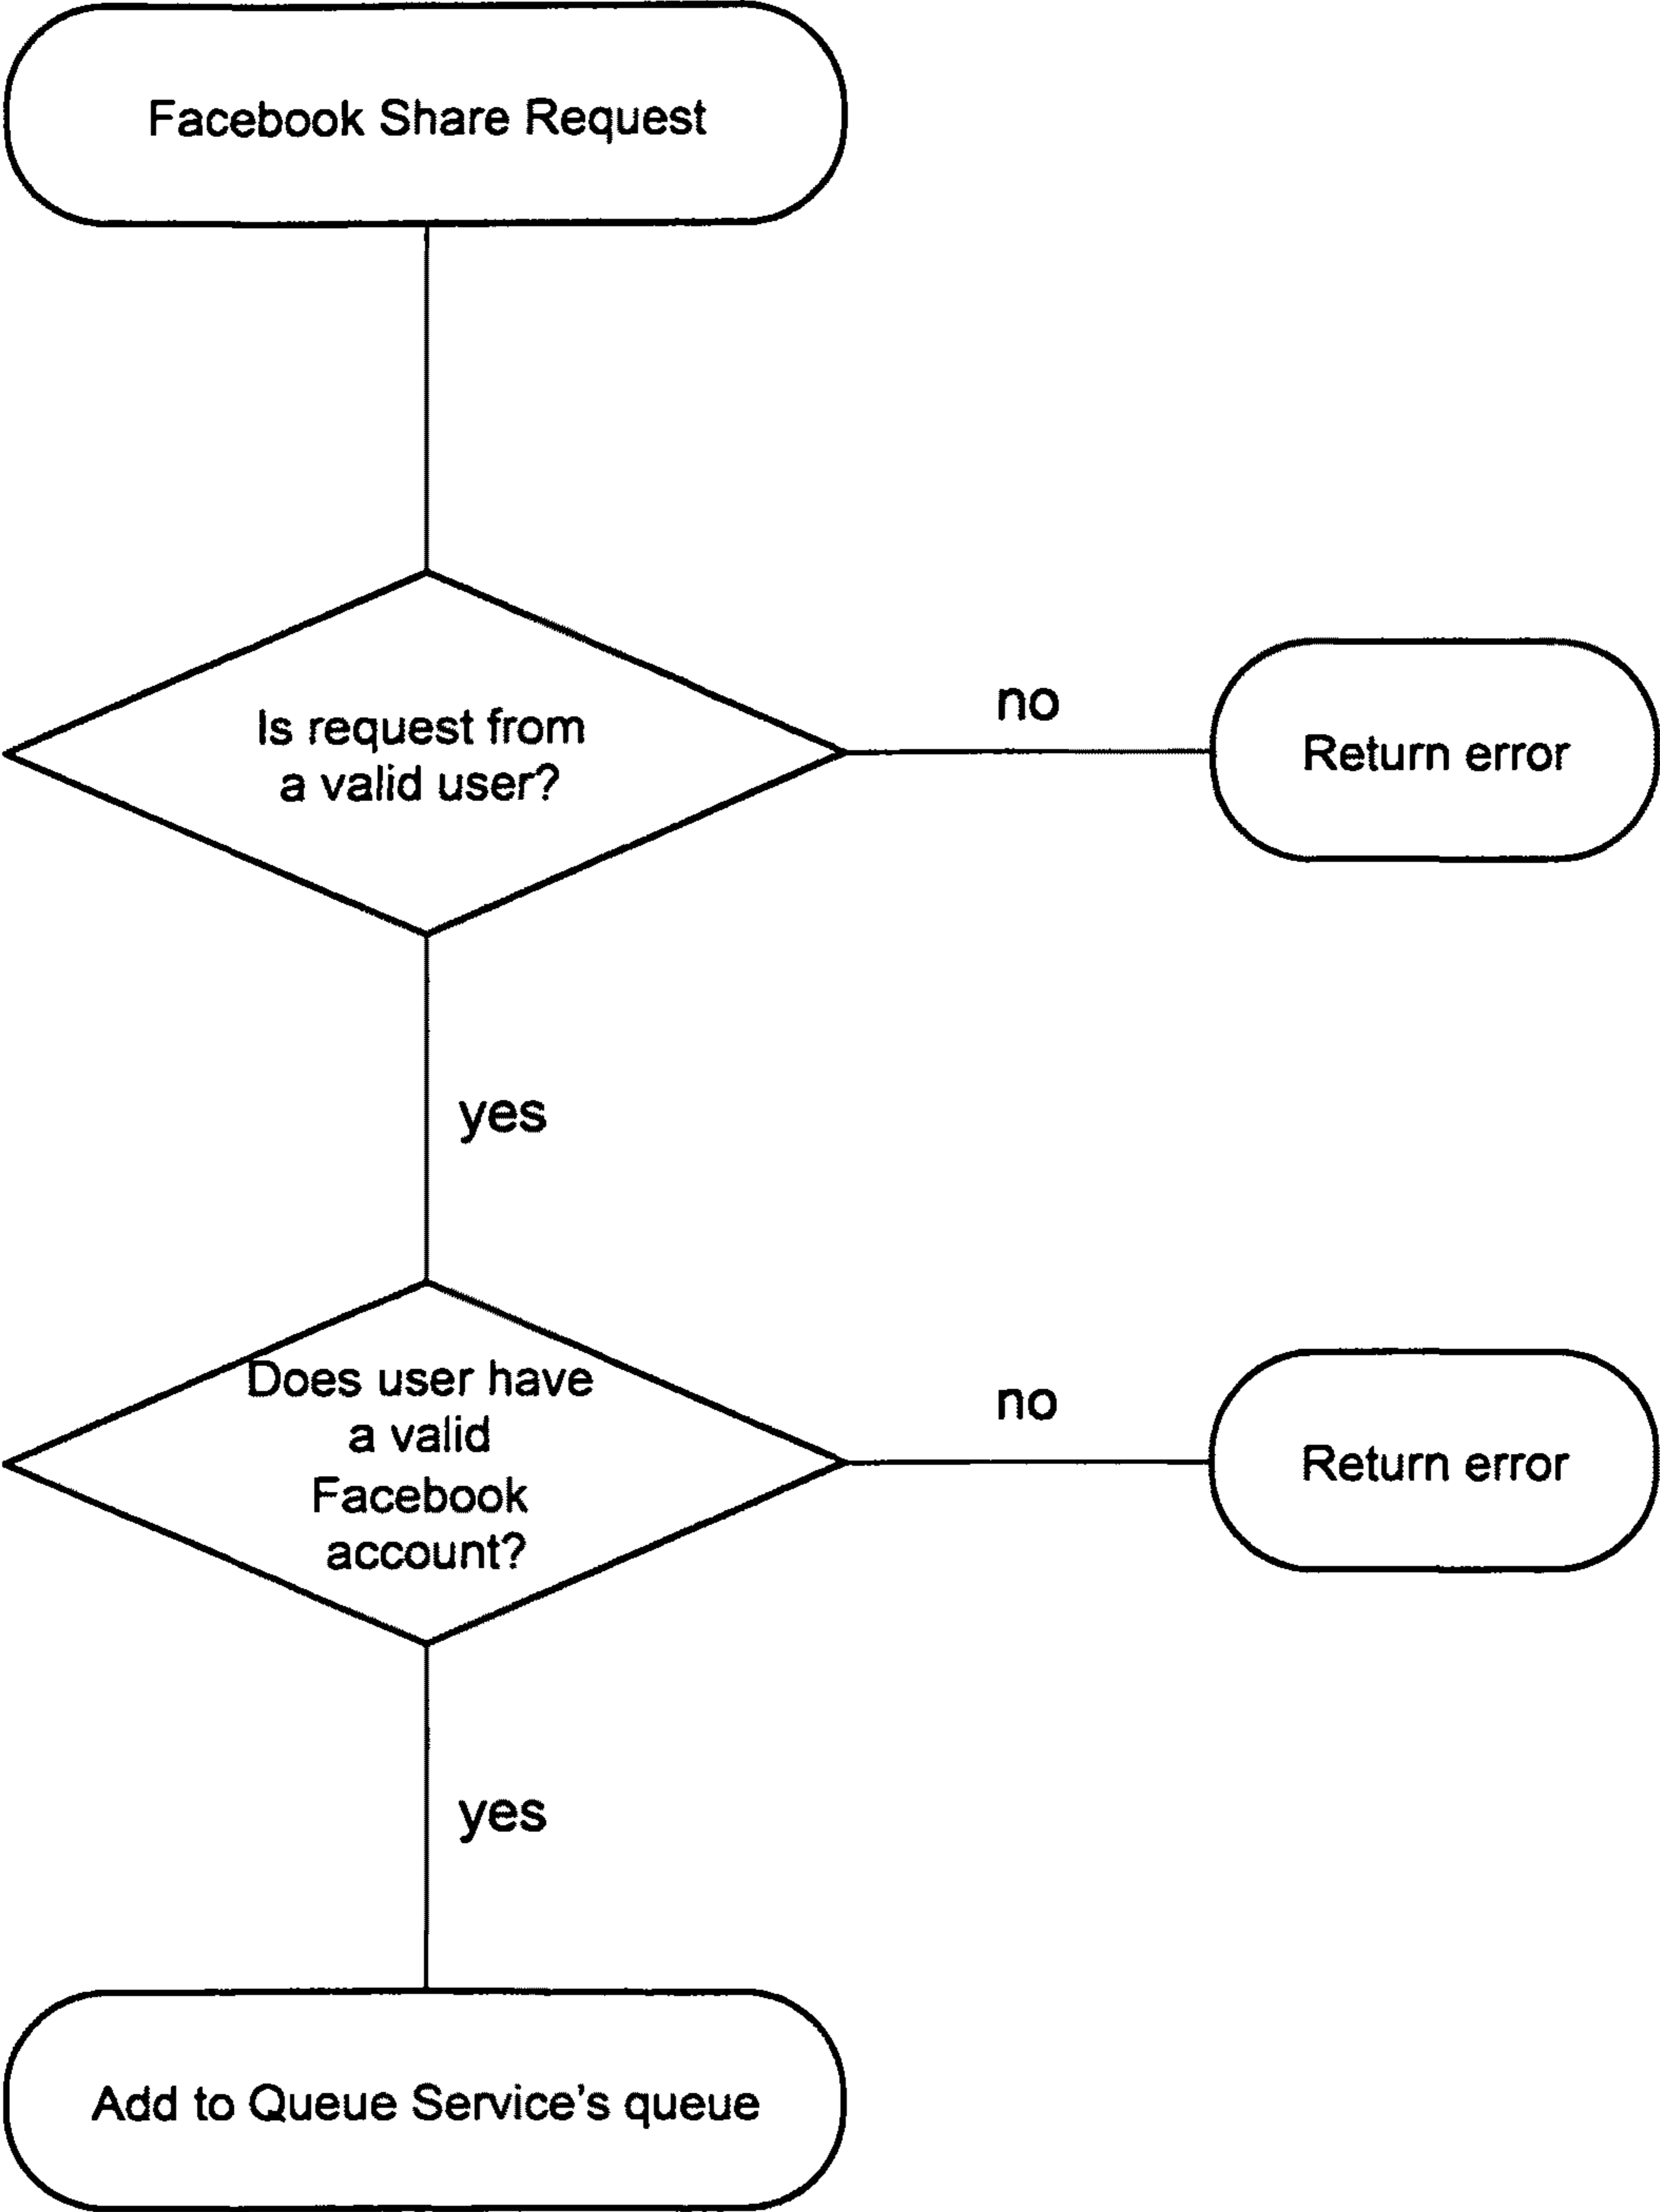 Facebook Share Request
Is request from
a valid user?
no
Return error
yes
Does user have
a valid
Facebook
account?
no
Return error
yes
Add to Queue Service’s queue